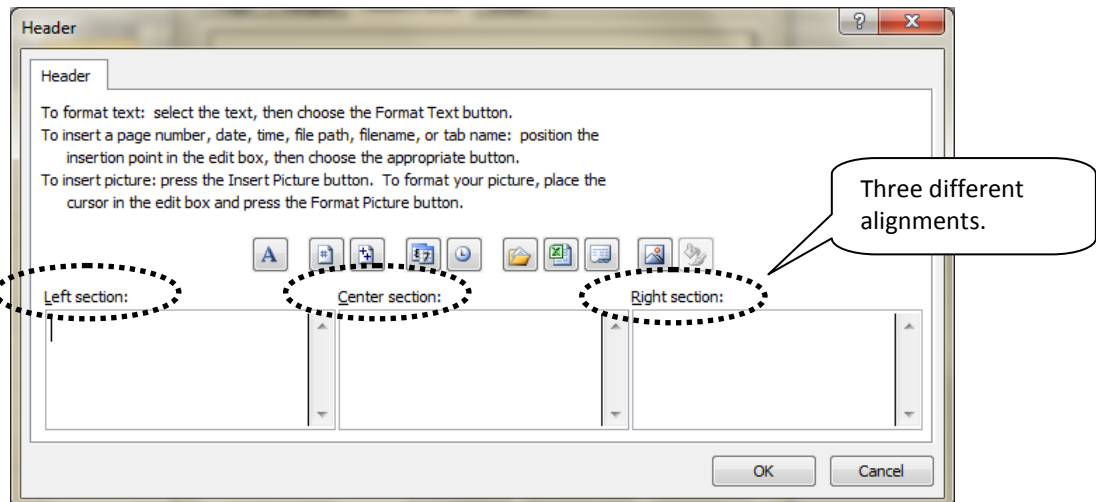 Header
Header
To format text: select the text, then choose the Format Text button.
To insert a page number, date, time, file path, filename, or tab name: position the
insertion point in the edit box, then choose the appropriate button.
To insert picture: press the Insert Picture button. To format your picture, place the
cursor in the edit box and press the Format Picture button.
Three different
alignments.
A
Left section:
Center section:
Right section:
OK
Cancel